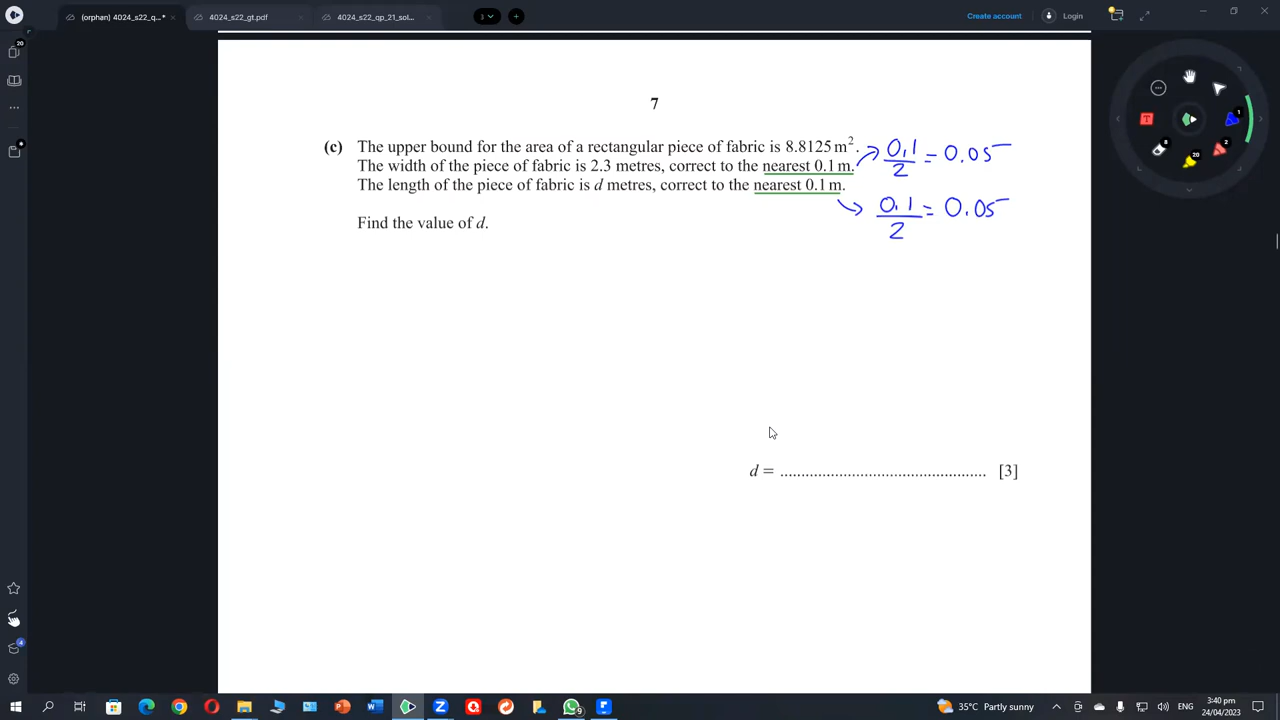 (orphan) 4024_s22_q...*
4024_s22_gt.pdf
4024_s22_qp_21_sol...
3
Create account
Login
20
7
(c) The upper bound for the area of a rectangular piece of fabric is 8.8125 m².
The width of the piece of fabric is 2.3 metres, correct to the nearest 0.1 m.
The length of the piece of fabric is d metres, correct to the nearest 0.1 m.
Find the value of d.
0.1/2 = 0.05
0.1/2 = 0.05
d = ................................................ [3]
4
ENG
35°C Partly sunny
3:40 PM
24/04/2023